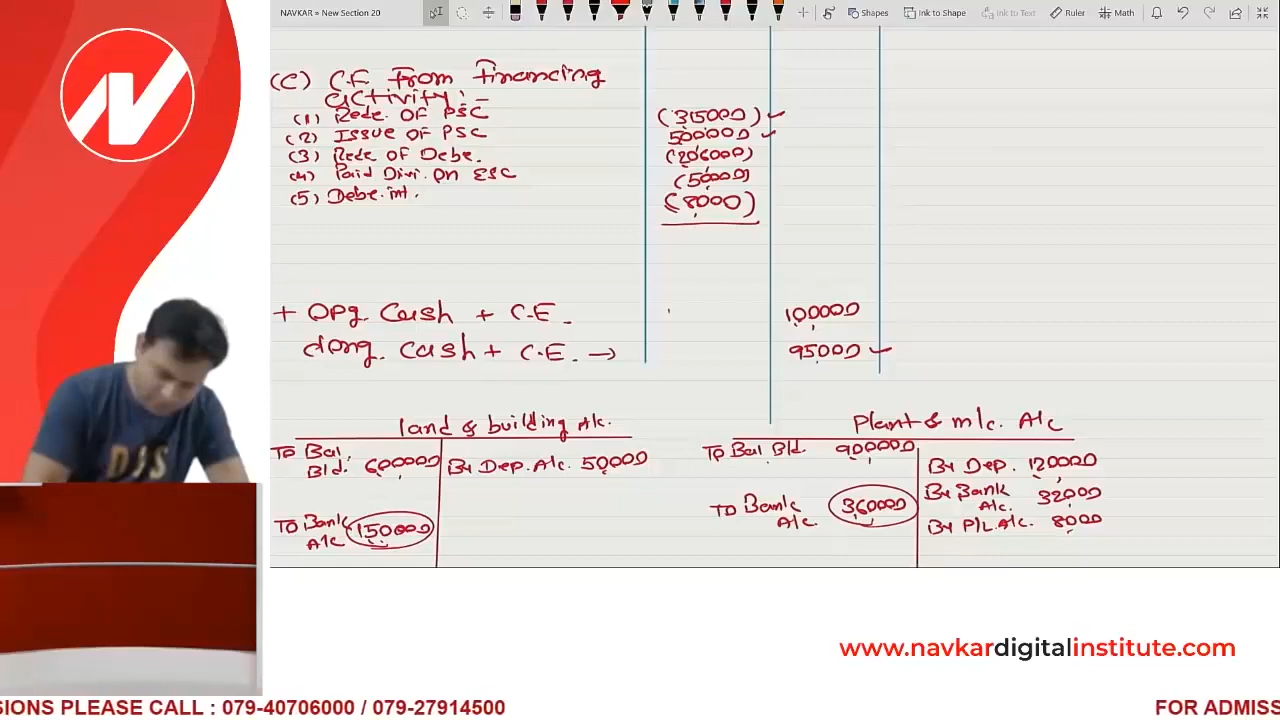 NAVKAR » New Section 20
Shapes
Ink to Shape
Ink to Text
Ruler
Math
(C) C.F. From Financing
activity : -
(1) Rede. OF PSC (315000) ✓
(2) Issue OF PSC 500000 ✓
(3) Rede of Debe. (206000)
(4) Paid Divi. on ESC (50000)
(5) Debe. int. (8000)
+ Opg. Cash + C.E. 100000
Clong. Cash + C.E. → 95000 ✓
land & building A/c.
To Bal. Bld. 600000
By Dep. A/c. 50000
To Bank A/c 150000
Plant & m/c. A/c
To Bal Bld. 900000
By Dep. 120000
To Bank A/c 360000
By Bank A/c. 32000
By P/L. A/c. 8000
DJS
www.navkardigitalinstitute.com
SIONS PLEASE CALL : 079-40706000 / 079-27914500
FOR ADMISS